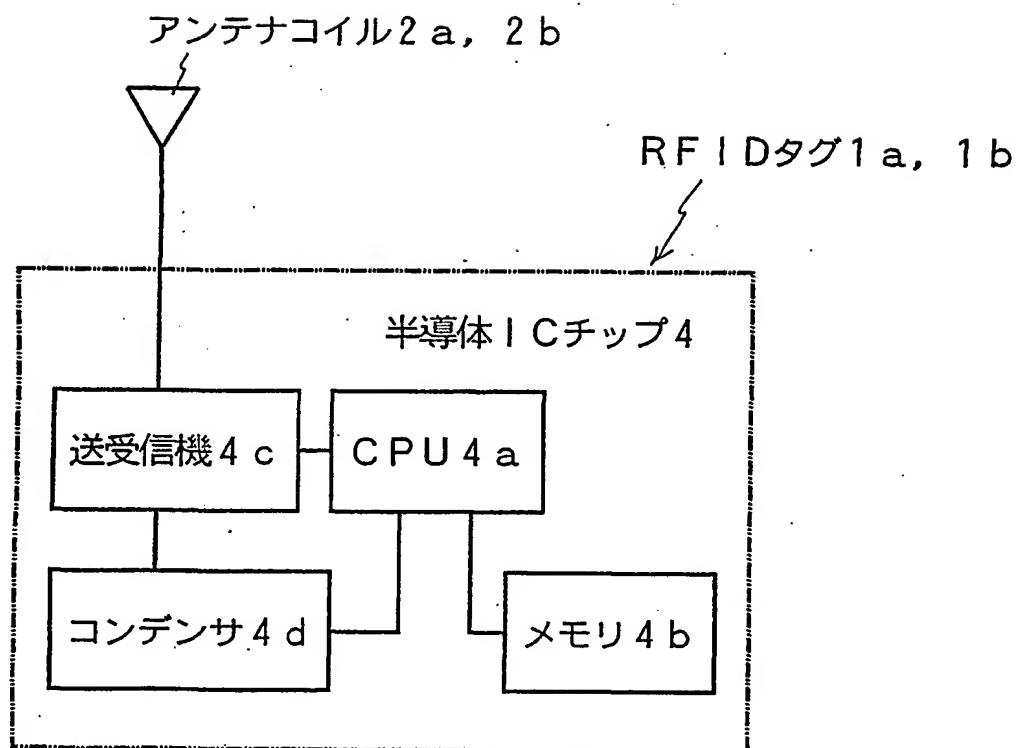 アンテナコイル2a, 2b
RFIDタグ1a, 1b
半導体ICチップ4
送受信機4c
CPU4a
コンデンサ4d
メモリ4b